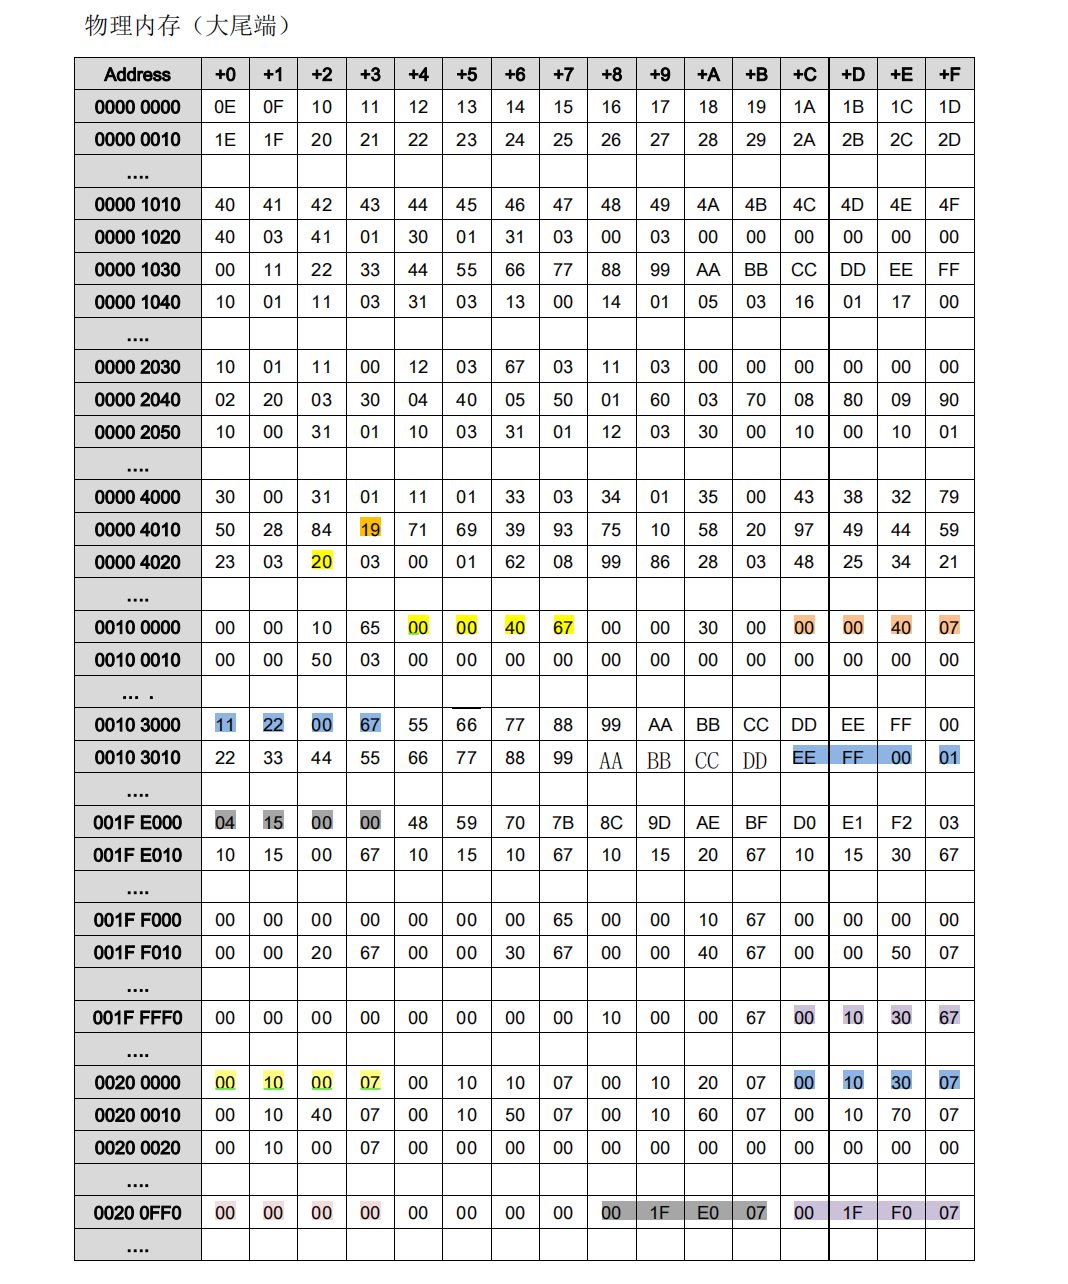 物理内存（大尾端）
Address +0 +1 +2 +3 +4 +5 +6 +7 +8 +9 +A +B +C +D +E +F
0000 0000 0E 0F 10 11 12 13 14 15 16 17 18 19 1A 1B 1C 1D
0000 0010 1E 1F 20 21 22 23 24 25 26 27 28 29 2A 2B 2C 2D
....
0000 1010 40 41 42 43 44 45 46 47 48 49 4A 4B 4C 4D 4E 4F
0000 1020 40 03 41 01 30 01 31 03 00 03 00 00 00 00 00 00
0000 1030 00 11 22 33 44 55 66 77 88 99 AA BB CC DD EE FF
0000 1040 10 01 11 03 31 03 13 00 14 01 05 03 16 01 17 00
....
0000 2030 10 01 11 00 12 03 67 03 11 03 00 00 00 00 00 00
0000 2040 02 20 03 30 04 40 05 50 01 60 03 70 08 80 09 90
0000 2050 10 00 31 01 10 03 31 01 12 03 30 00 10 00 10 01
....
0000 4000 30 00 31 01 11 01 33 03 34 01 35 00 43 38 32 79
0000 4010 50 28 84 19 71 69 39 93 75 10 58 20 97 49 44 59
0000 4020 23 03 20 03 00 01 62 08 99 86 28 03 48 25 34 21
....
0010 0000 00 00 10 65 00 00 40 67 00 00 30 00 00 00 40 07
0010 0010 00 00 50 03 00 00 00 00 00 00 00 00 00 00 00 00
... .
0010 3000 11 22 00 67 55 66 77 88 99 AA BB CC DD EE FF 00
0010 3010 22 33 44 55 66 77 88 99 AA BB CC DD EE FF 00 01
....
001F E000 04 15 00 00 48 59 70 7B 8C 9D AE BF D0 E1 F2 03
001F E010 10 15 00 67 10 15 10 67 10 15 20 67 10 15 30 67
....
001F F000 00 00 00 00 00 00 00 65 00 00 10 67 00 00 00 00
001F F010 00 00 20 67 00 00 30 67 00 00 40 67 00 00 50 07
....
001F FFF0 00 00 00 00 00 00 00 00 10 00 00 67 00 10 30 67
....
0020 0000 00 10 00 07 00 10 10 07 00 10 20 07 00 10 30 07
0020 0010 00 10 40 07 00 10 50 07 00 10 60 07 00 10 70 07
0020 0020 00 10 00 07 00 00 00 00 00 00 00 00 00 00 00 00
....
0020 0FF0 00 00 00 00 00 00 00 00 00 1F E0 07 00 1F F0 07
....